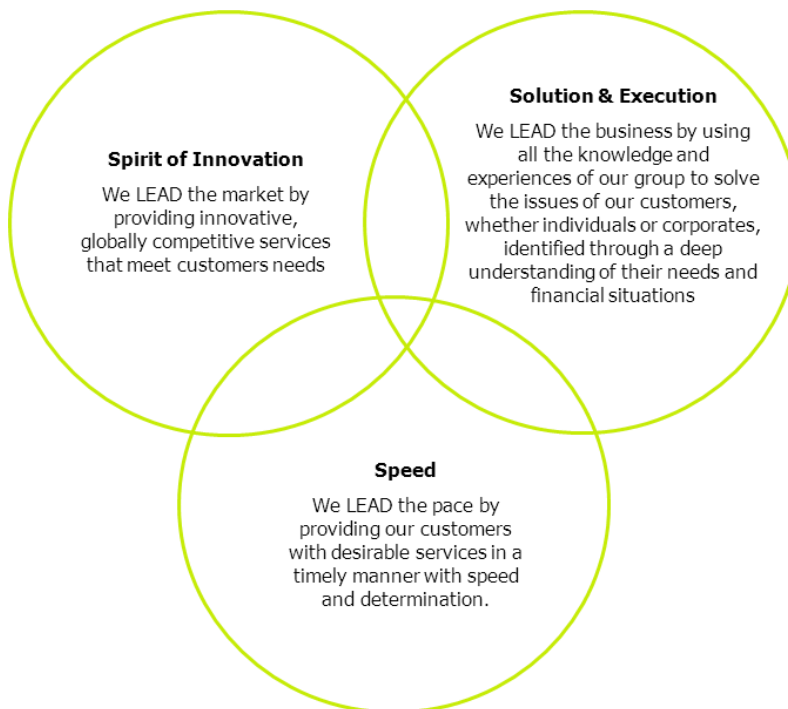 Spirit of Innovation
We LEAD the market by
providing innovative,
globally competitive services
that meet customers needs
Solution & Execution
We LEAD the business by using
all the knowledge and
experiences of our group to solve
the issues of our customers,
whether individuals or corporates,
identified through a deep
understanding of their needs and
financial situations
Speed
We LEAD the pace by
providing our customers
with desirable services in a
timely manner with speed
and determination.